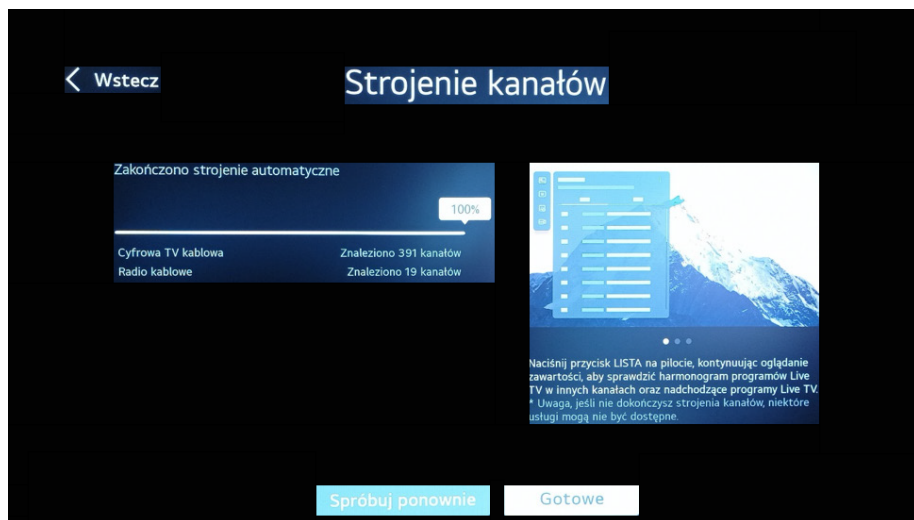 Wstecz
Strojenie kanałów
Zakończono strojenie automatyczne
100%
Cyfrowa TV kablowa Znaleziono 391 kanałów
Radio kablowe Znaleziono 19 kanałów
Naciśnij przycisk LISTA na pilocie, kontynuując oglądanie
zawartości, aby sprawdzić harmonogram programów Live
TV w innych kanałach oraz nadchodzące programy Live TV.
* Uwaga, jeśli nie dokończysz strojenia kanałów, niektóre
usługi mogą nie być dostępne.
Spróbuj ponownie
Gotowe